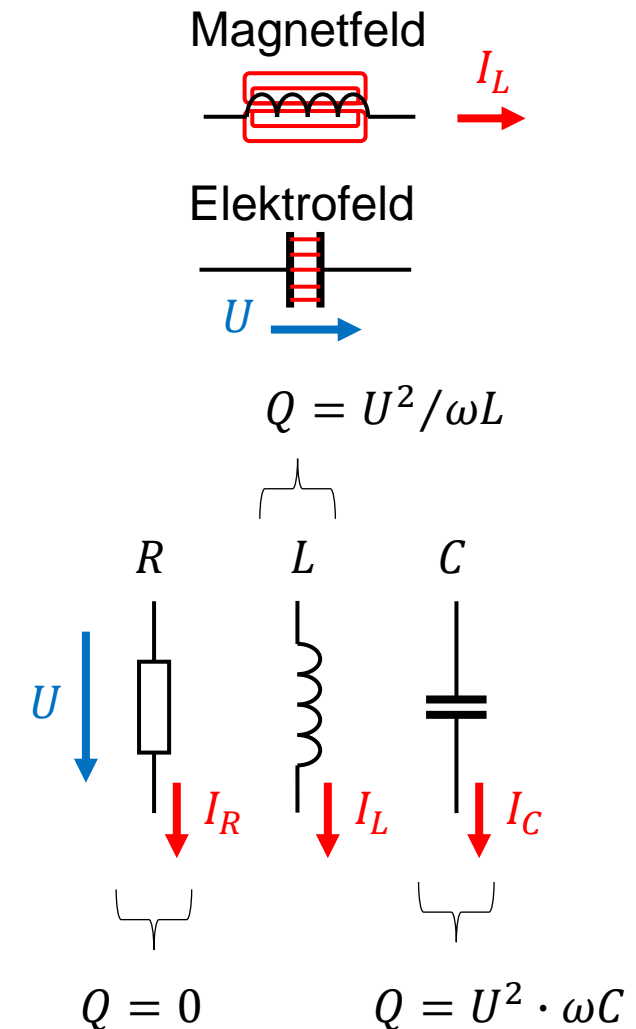 Magnetfeld
I_L
Elektrofeld
U
Q = U²/ωL
R L C
U
I_R I_L I_C
Q = 0 Q = U² · ωC